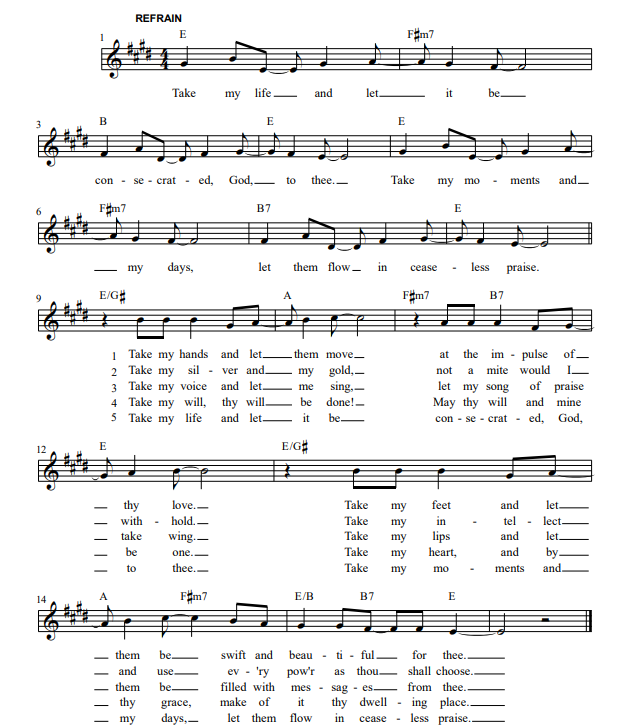 REFRAIN
1 E F#m7
4 4
Take my life and let it be
3 B E E
con - se - crat - ed, God, to thee. Take my mo - ments and
6 F#m7 B7 E
my days, let them flow in cease - less praise.
9 E/G# A F#m7 B7
1 Take my hands and let them move at the im - pulse of
2 Take my sil - ver and my gold, not a mite would I
3 Take my voice and let me sing, let my song of praise
4 Take my will, thy will be done! May thy will and mine
5 Take my life and let it be con - se - crat - ed, God,
12 E E/G#
thy love. Take my feet and let
with - hold. Take my in - tel - lect
take wing. Take my lips and let
be one. Take my heart, and by
to thee. Take my mo - ments and
14 A F#m7 E/B B7 E
them be swift and beau - ti - ful for thee.
and use ev - 'ry pow'r as thou shall choose.
them be filled with mes - sag - es from thee.
thy grace, make of it thy dwell - ing place.
my days, let them flow in cease - less praise.